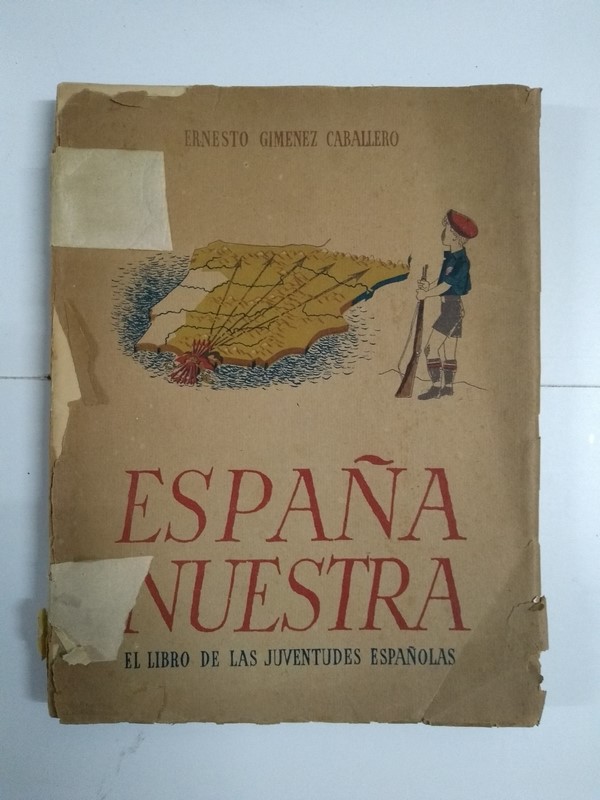 ERNESTO GIMENEZ CABALLERO
ESPAÑA
NUESTRA
EL LIBRO DE LAS JUVENTUDES ESPAÑOLAS